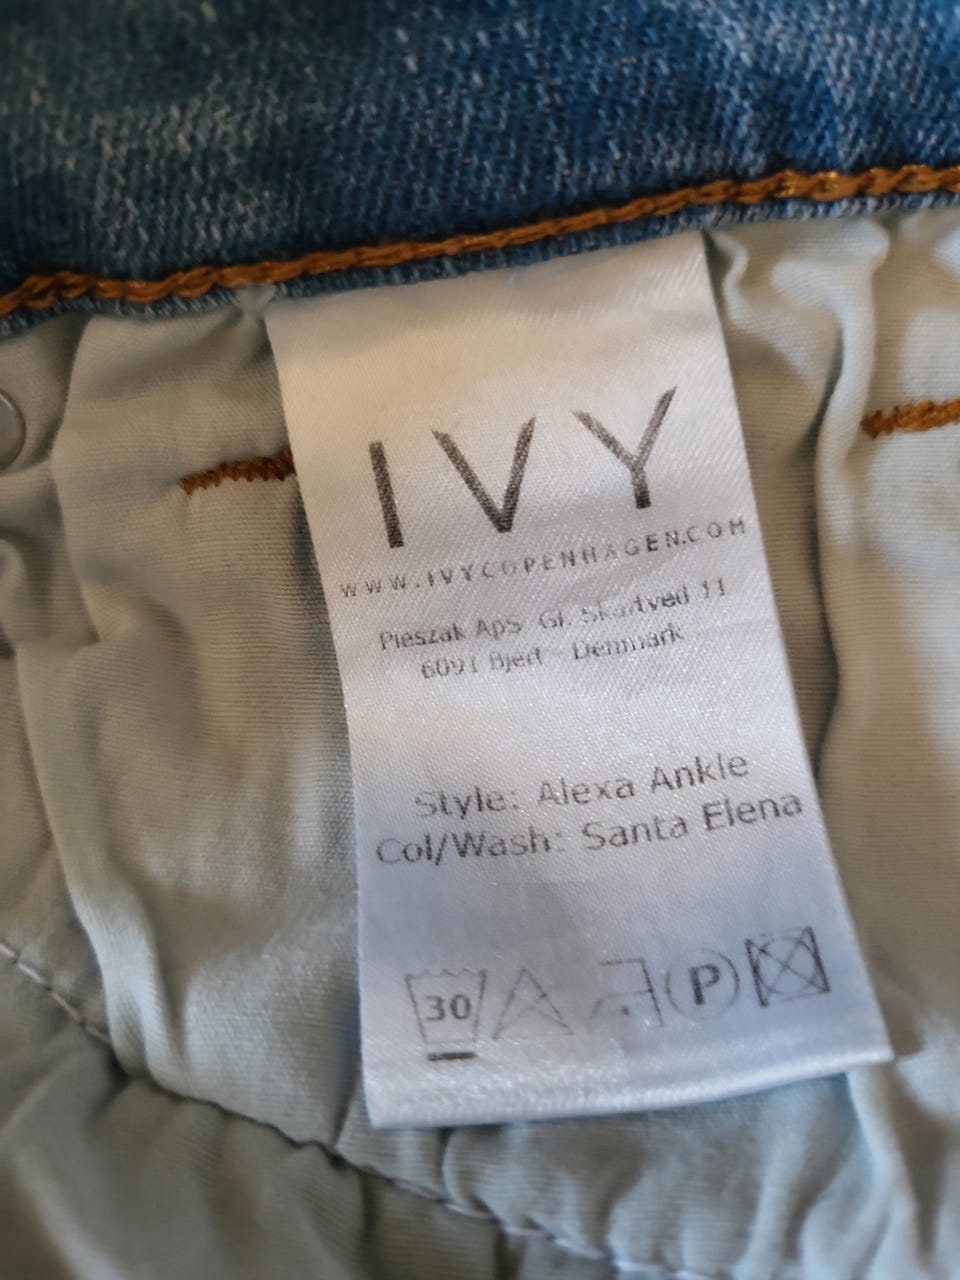 IVY
WWW.IVYCOPENHAGEN.COM
Pieszak Aps Gl. Skartved 11
6091 Bjert Denmark
Style: Alexa Ankle
Col/Wash: Santa Elena
30 P